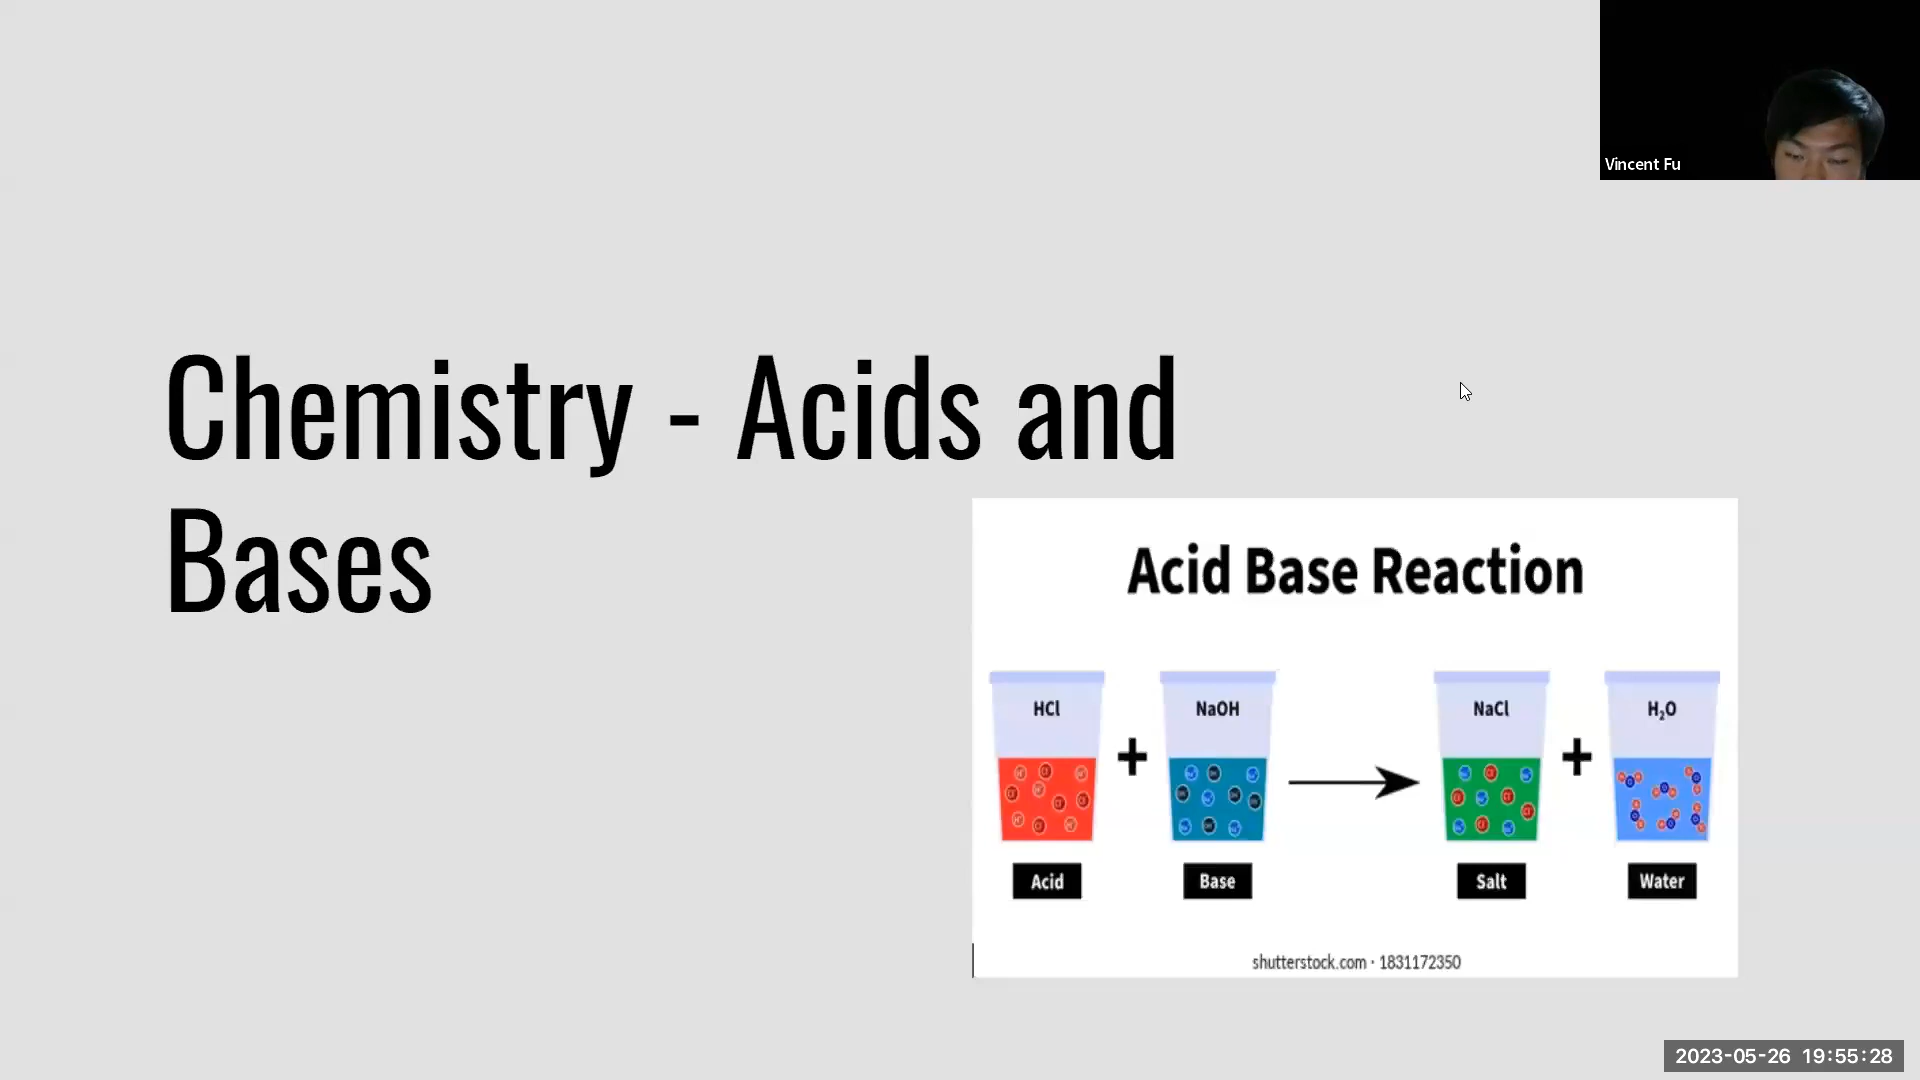 Vincent Fu
Chemistry - Acids and
Bases
Acid Base Reaction
HCl + NaOH NaCl + H₂O
Acid Base Salt Water
shutterstock.com · 1831172350
2023-05-26 19:55:28